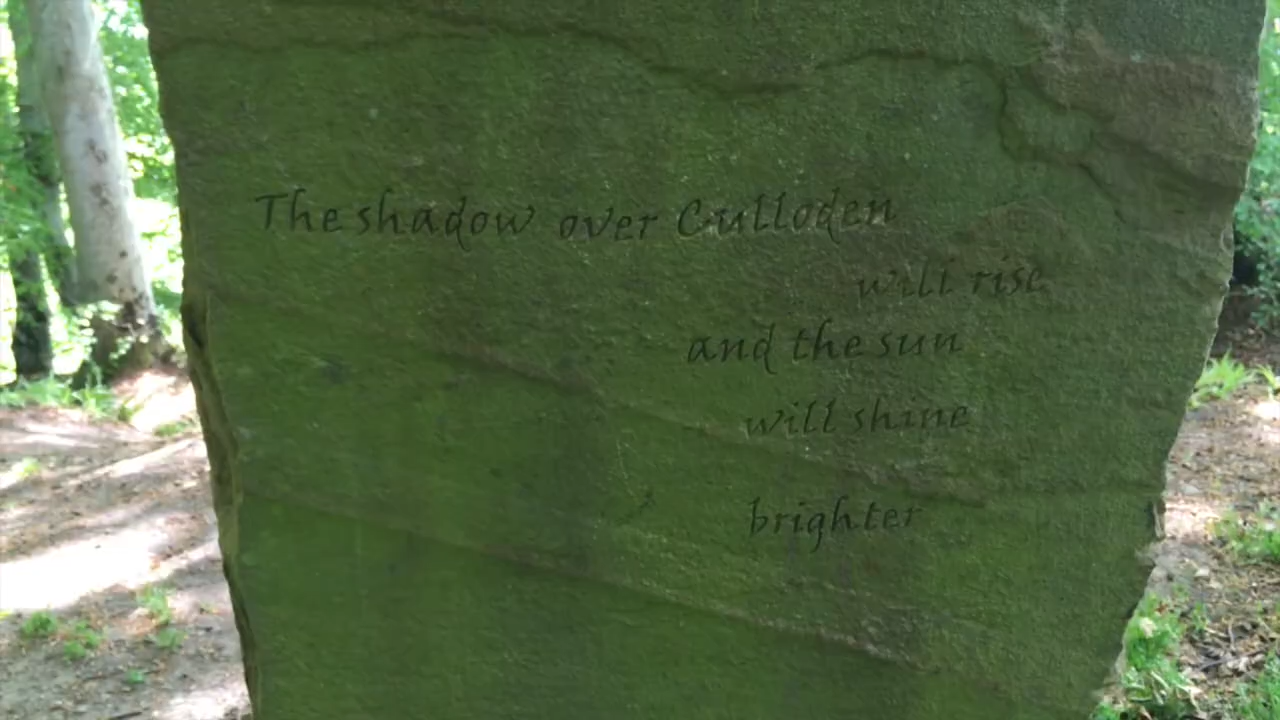 The shadow over Culloden
will rise
and the sun
will shine
brighter